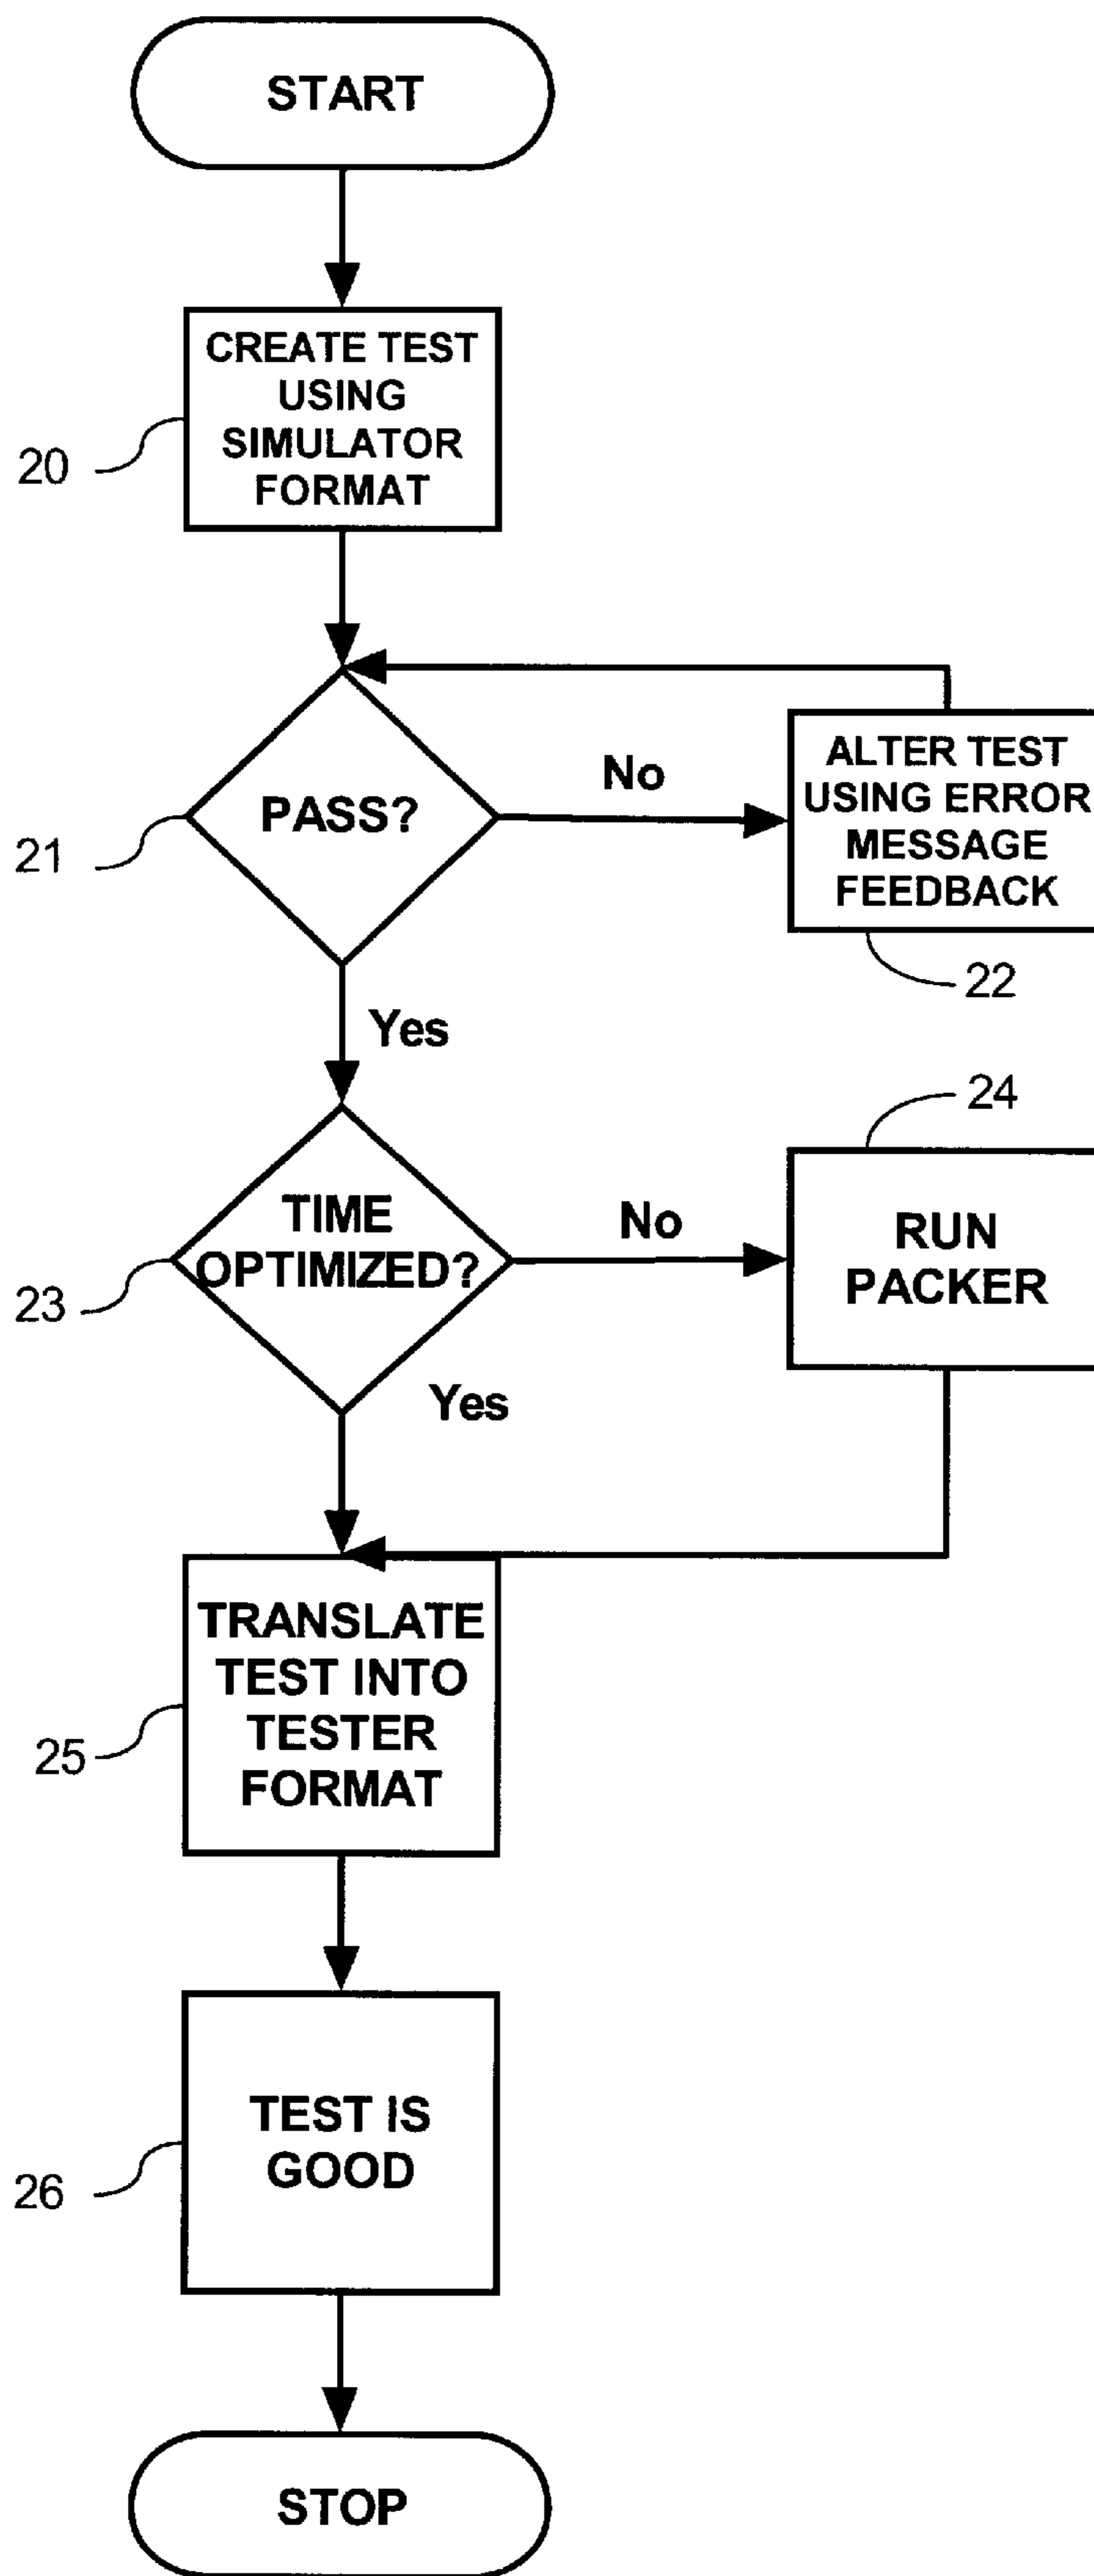 START
CREATE TEST
USING
SIMULATOR
FORMAT
20
PASS?
21
No
ALTER TEST
USING ERROR
MESSAGE
FEEDBACK
22
Yes
24
TIME
OPTIMIZED?
23
No
RUN
PACKER
Yes
TRANSLATE
TEST INTO
TESTER
FORMAT
25
TEST IS
GOOD
26
STOP